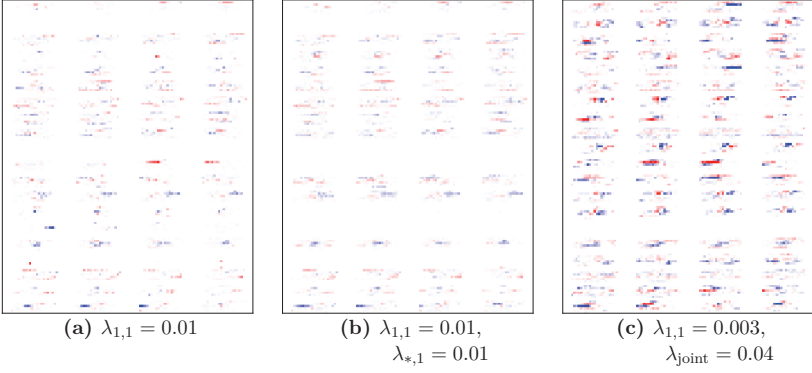 (a) λ1,1 = 0.01
(b) λ1,1 = 0.01,
λ∗,1 = 0.01
(c) λ1,1 = 0.003,
λjoint = 0.04